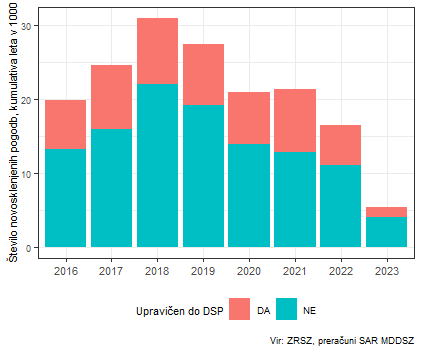 Število novosklenjenih pogodb, kumulativa leta v 1000
30
20
10
0
2016 2017 2018 2019 2020 2021 2022 2023
Upravičen do DSP DA NE
Vir: ZRSZ, preračuni SAR MDDSZ